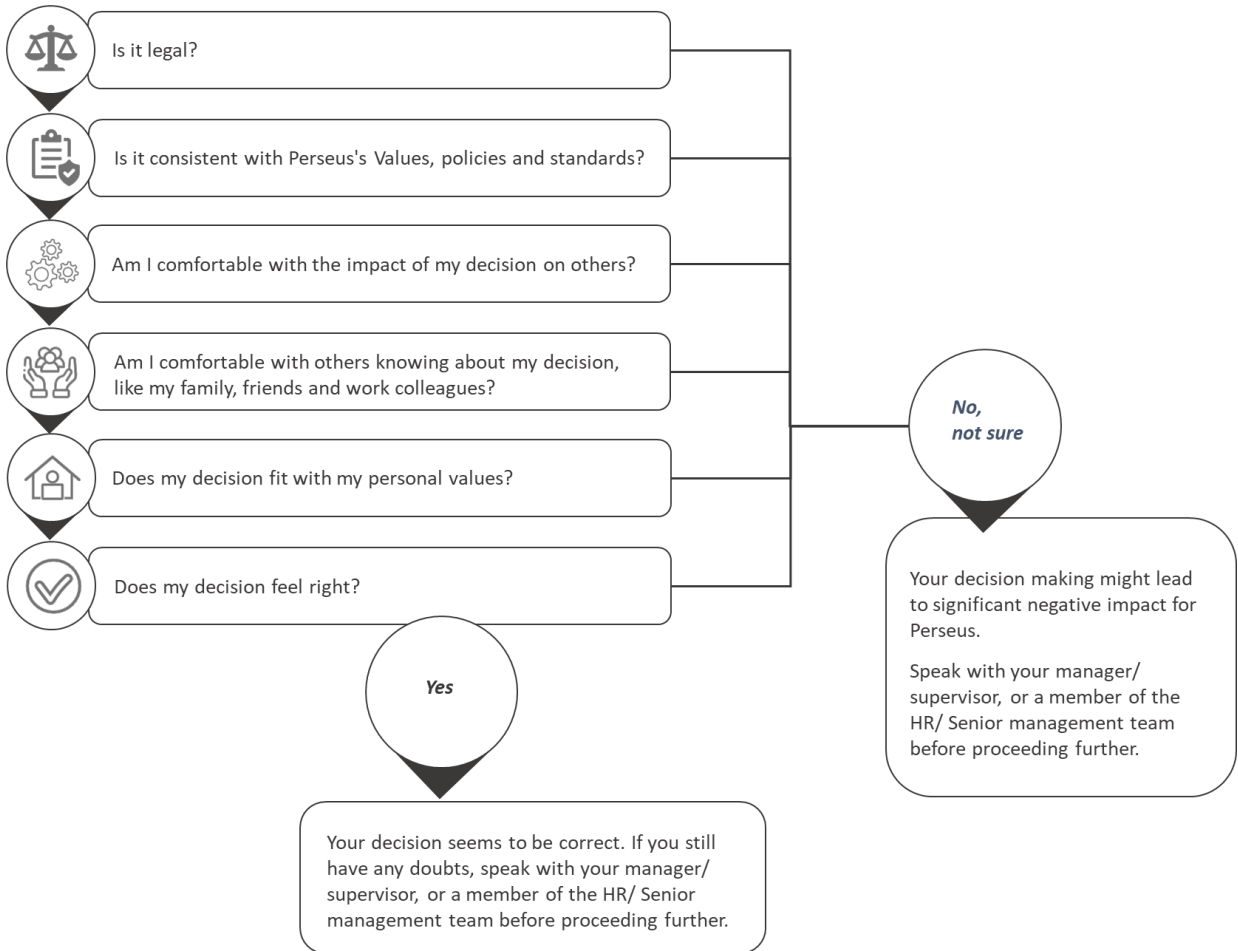 Is it legal?
Is it consistent with Perseus's Values, policies and standards?
Am I comfortable with the impact of my decision on others?
Am I comfortable with others knowing about my decision,
like my family, friends and work colleagues?
Does my decision fit with my personal values?
Does my decision feel right?
No,
not sure
Your decision making might lead
to significant negative impact for
Perseus.
Speak with your manager/
supervisor, or a member of the
HR/ Senior management team
before proceeding further.
Yes
Your decision seems to be correct. If you still
have any doubts, speak with your manager/
supervisor, or a member of the HR/ Senior
management team before proceeding further.